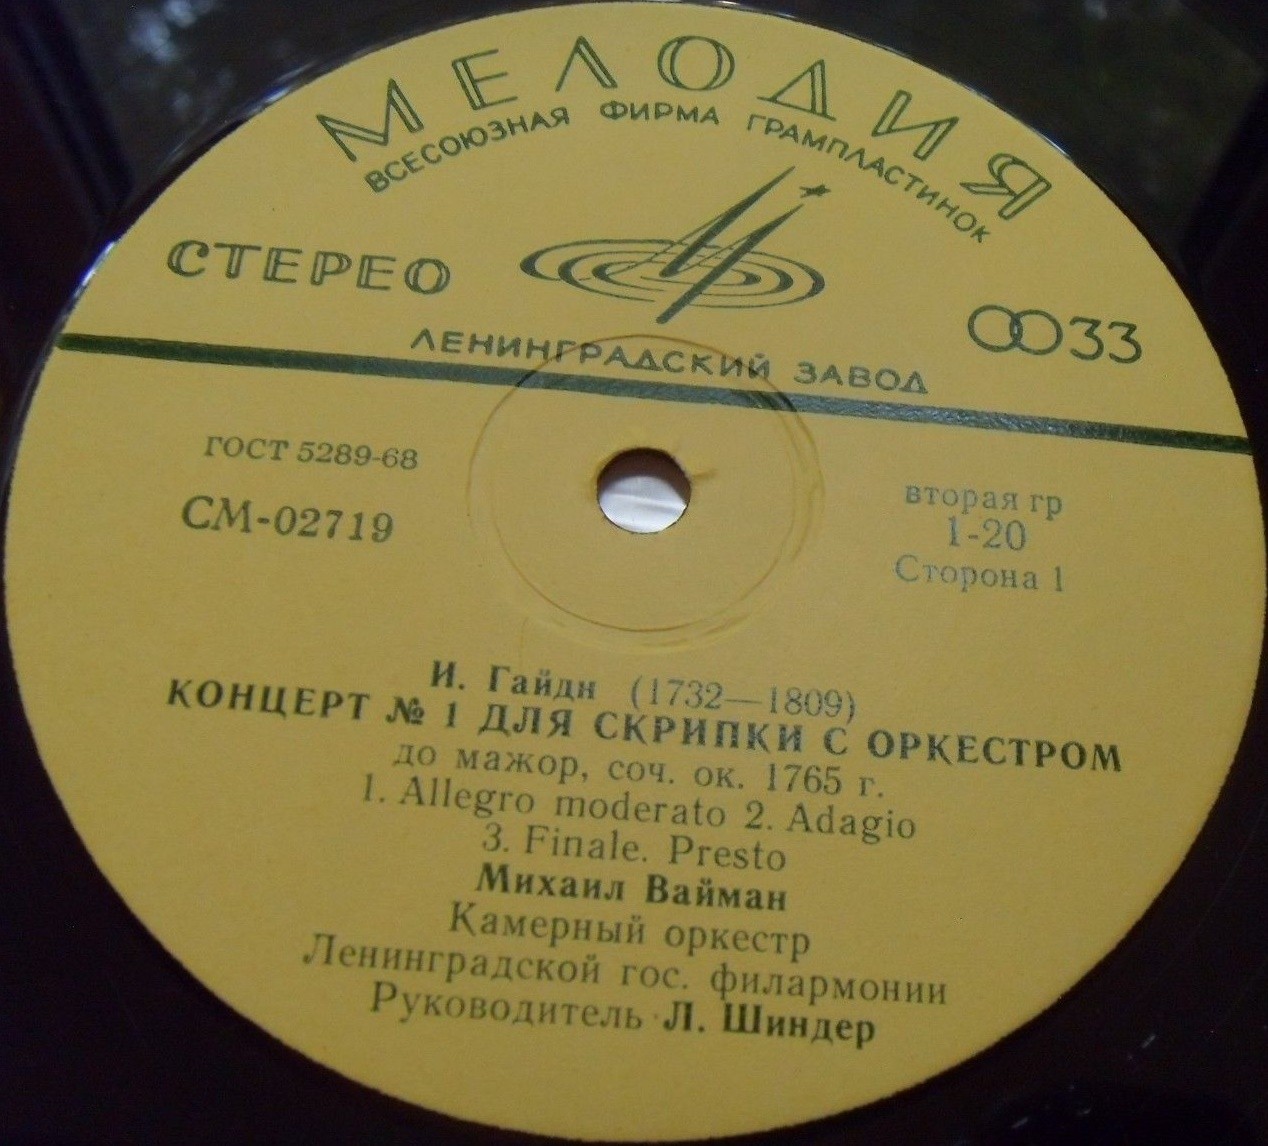 МЕЛОДИЯ
ВСЕСОЮЗНАЯ ФИРМА ГРАМПЛАСТИНОК
СТЕРЕО
33
ЛЕНИНГРАДСКИЙ ЗАВОД
ГОСТ 5289-68
СМ-02719
вторая гр
1-20
Сторона 1
И. Гайдн (1732—1809)
КОНЦЕРТ № 1 ДЛЯ СКРИПКИ С ОРКЕСТРОМ
до мажор, соч. ок. 1765 г.
1. Allegro moderato 2. Adagio
3. Finale. Presto
Михаил Вайман
Камерный оркестр
Ленинградской гос. филармонии
Руководитель Л. Шиндер